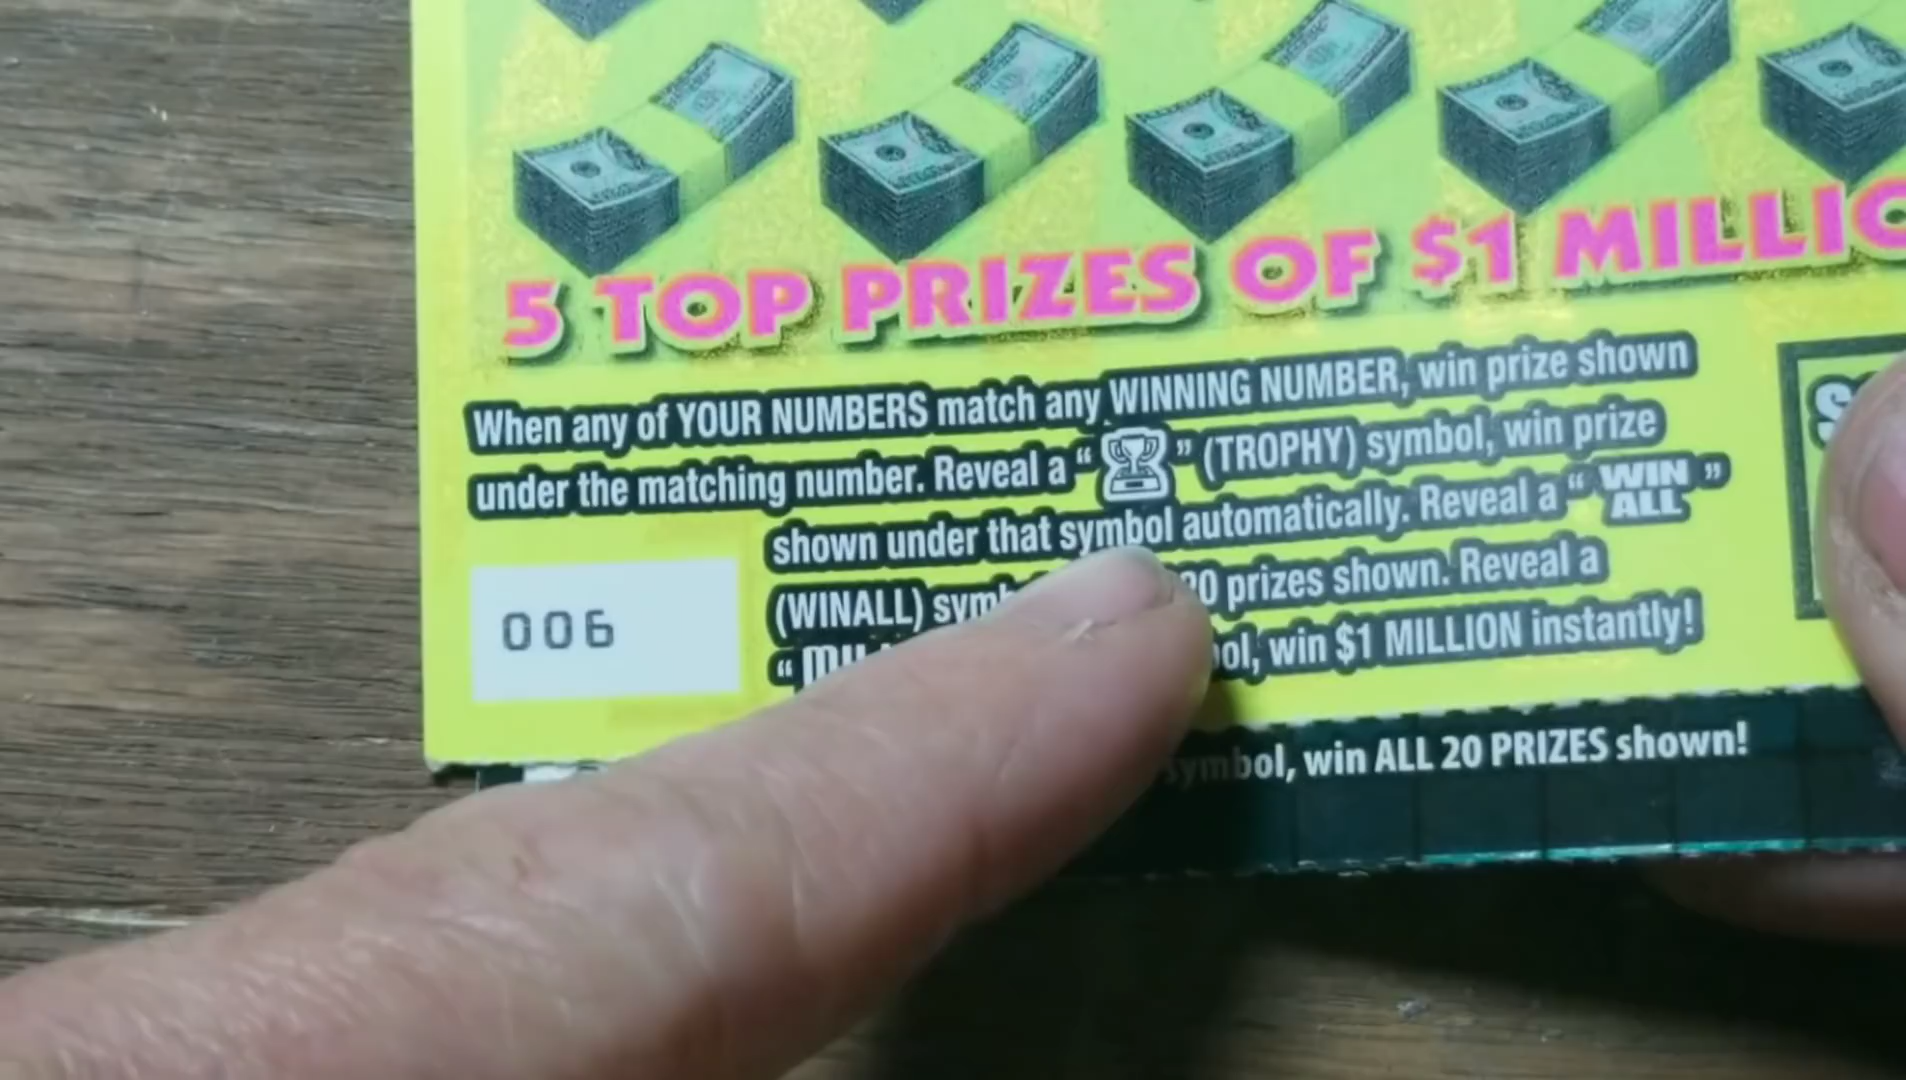 5 TOP PRIZES OF $1
When any of YOUR NUMBERS match any WINNING NUMBER, win prize shown
under the matching number. Reveal a “ ” (TROPHY) symbol, win prize
shown under that symbol automatically. Reveal a “ WIN ALL ”
(WINALL) 20 prizes shown. Reveal a
“ win $1 MILLION instantly!
006
symbol, win ALL 20 PRIZES shown!